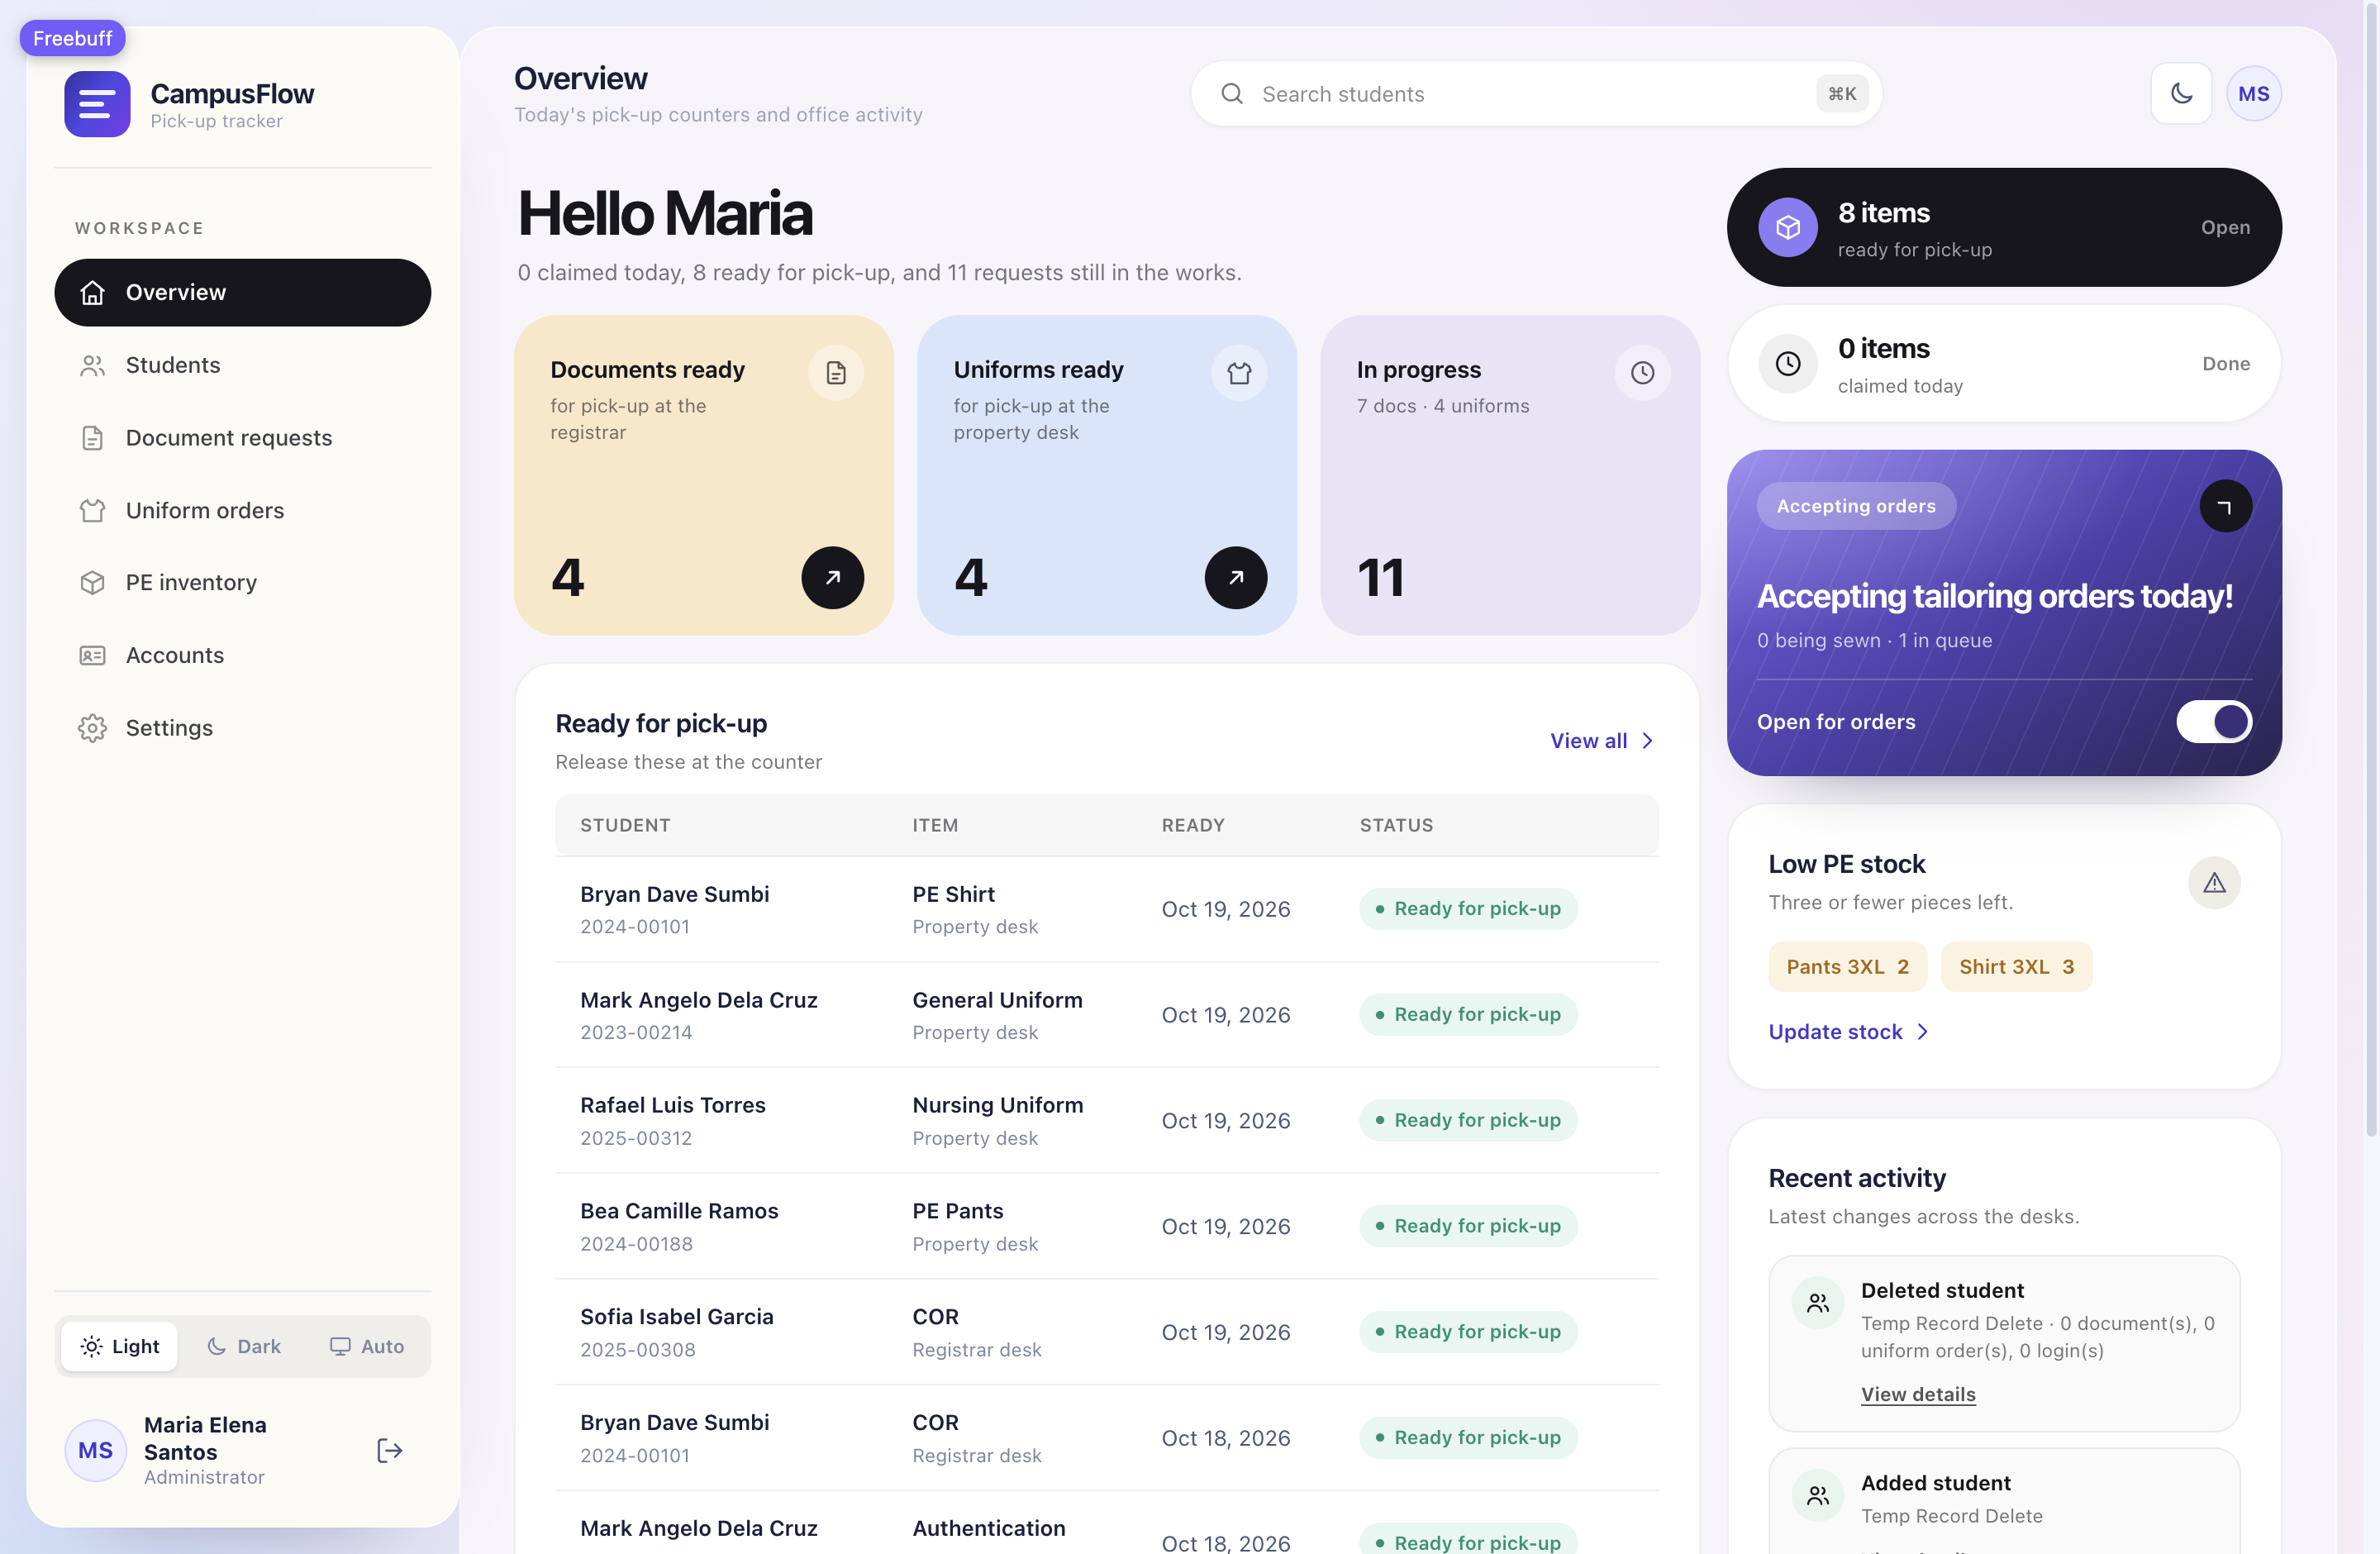 Freebuff
CampusFlow
Pick-up tracker
WORKSPACE
Overview
Students
Document requests
Uniform orders
PE inventory
Accounts
Settings
Light
Dark
Auto
MS
Maria Elena
Santos
Administrator
Overview
Today's pick-up counters and office activity
Search students
⌘K
MS
Hello Maria
0 claimed today, 8 ready for pick-up, and 11 requests still in the works.
Documents ready
for pick-up at the
registrar
4
Uniforms ready
for pick-up at the
property desk
4
In progress
7 docs · 4 uniforms
11
Ready for pick-up
Release these at the counter
View all
STUDENT ITEM READY STATUS
Bryan Dave Sumbi PE Shirt Oct 19, 2026 Ready for pick-up
2024-00101 Property desk
Mark Angelo Dela Cruz General Uniform Oct 19, 2026 Ready for pick-up
2023-00214 Property desk
Rafael Luis Torres Nursing Uniform Oct 19, 2026 Ready for pick-up
2025-00312 Property desk
Bea Camille Ramos PE Pants Oct 19, 2026 Ready for pick-up
2024-00188 Property desk
Sofia Isabel Garcia COR Oct 19, 2026 Ready for pick-up
2025-00308 Registrar desk
Bryan Dave Sumbi COR Oct 18, 2026 Ready for pick-up
2024-00101 Registrar desk
Mark Angelo Dela Cruz Authentication Oct 18, 2026 Ready for pick-up
8 items
ready for pick-up
Open
0 items
claimed today
Done
Accepting orders
Accepting tailoring orders today!
0 being sewn · 1 in queue
Open for orders
Low PE stock
Three or fewer pieces left.
Pants 3XL 2
Shirt 3XL 3
Update stock
Recent activity
Latest changes across the desks.
Deleted student
Temp Record Delete · 0 document(s), 0
uniform order(s), 0 login(s)
View details
Added student
Temp Record Delete